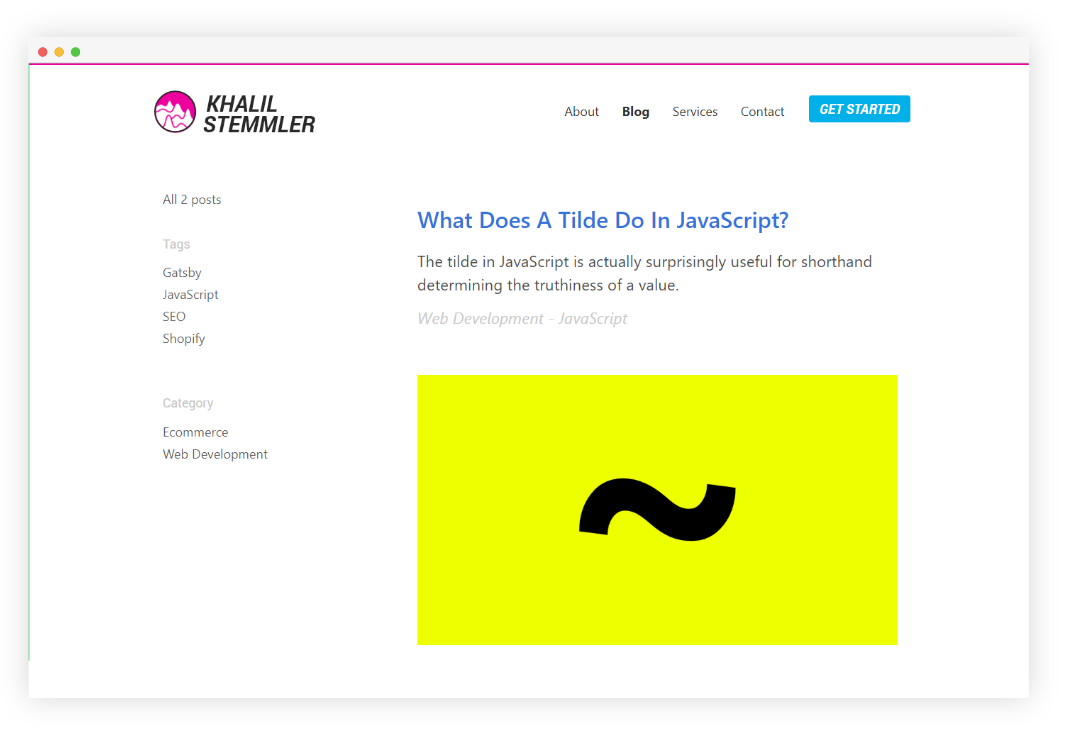 KHALIL
STEMMLER
About Blog Services Contact GET STARTED
All 2 posts
Tags
Gatsby
JavaScript
SEO
Shopify
Category
Ecommerce
Web Development
What Does A Tilde Do In JavaScript?
The tilde in JavaScript is actually surprisingly useful for shorthand
determining the truthiness of a value.
Web Development - JavaScript
~